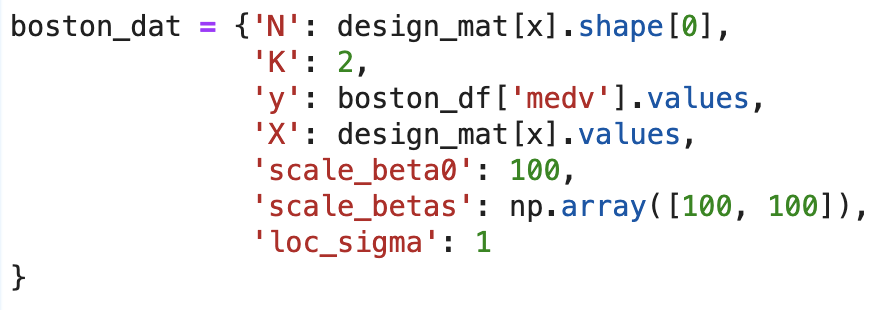 boston_dat = {'N': design_mat[x].shape[0],
'K': 2,
'y': boston_df['medv'].values,
'X': design_mat[x].values,
'scale_beta0': 100,
'scale_betas': np.array([100, 100]),
'loc_sigma': 1
}